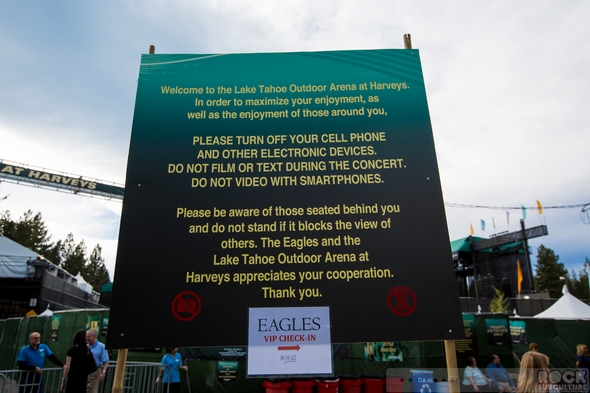 Welcome to the Lake Tahoe Outdoor Arena at Harveys.
In order to maximize your enjoyment, as
well as the enjoyment of those around you,
PLEASE TURN OFF YOUR CELL PHONE
AND OTHER ELECTRONIC DEVICES.
DO NOT FILM OR TEXT DURING THE CONCERT.
DO NOT VIDEO WITH SMARTPHONES.
AT HARVEYS
Please be aware of those seated behind you
and do not stand if it blocks the view of
others. The Eagles and the
Lake Tahoe Outdoor Arena at
Harveys appreciates your cooperation.
Thank you.
EAGLES
VIP CHECK-IN
CANS
ROCK
SUBCULTURE